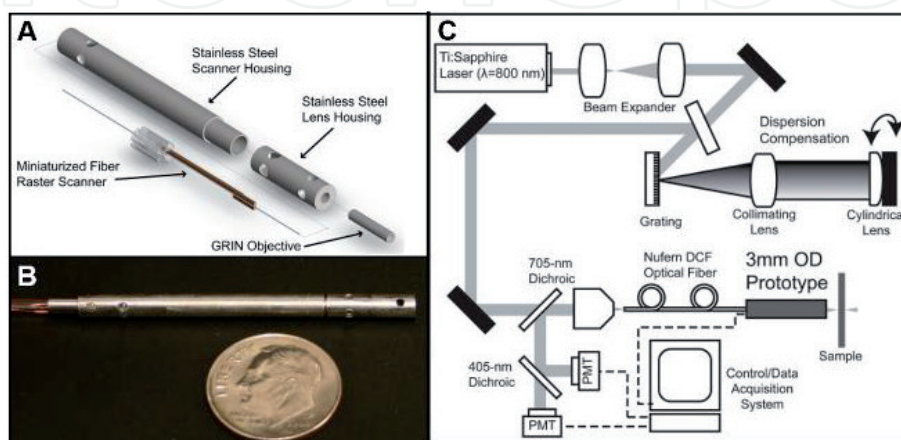 A
Stainless Steel
Scanner Housing
Stainless Steel
Lens Housing
Miniaturized Fiber
Raster Scanner
GRIN Objective
B
C
Ti:Sapphire
Laser (λ=800 nm)
Beam Expander
Dispersion
Compensation
Grating
Collimating
Lens
Cylindrical
Lens
705-nm
Dichroic
Nufern DCF
Optical Fiber
3mm OD
Prototype
Sample
405-nm
Dichroic
PMT
PMT
Control/Data
Acquisition
System